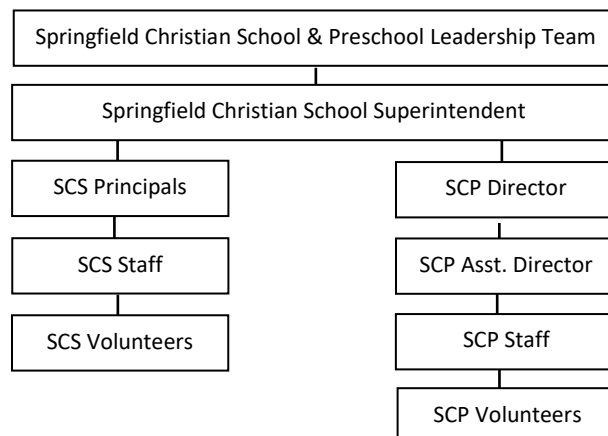 Springfield Christian School & Preschool Leadership Team
Springfield Christian School Superintendent
SCS Principals
SCP Director
SCS Staff
SCP Asst. Director
SCS Volunteers
SCP Staff
SCP Volunteers